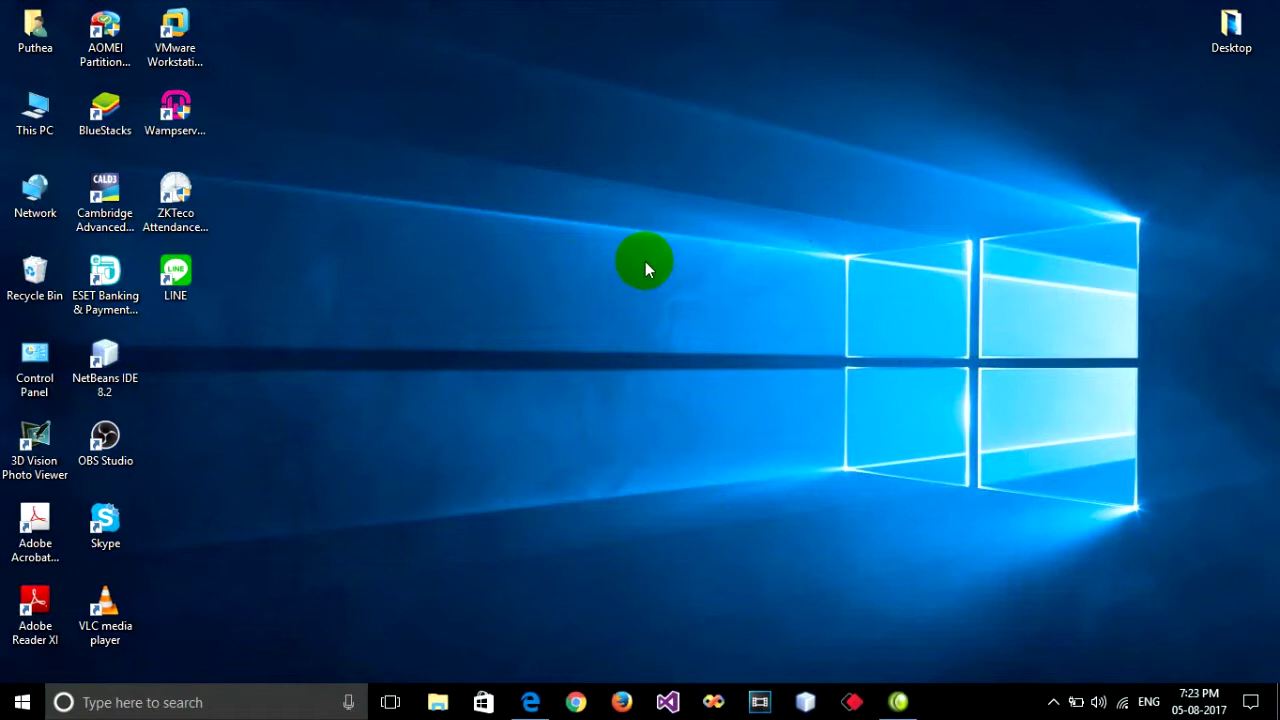 Puthea
AOMEI
Partition...
VMware
Workstati...
Desktop
This PC
BlueStacks
Wampserv...
Network
CALD3
Cambridge
Advanced...
ZKTeco
Attendance...
Recycle Bin
ESET Banking
& Payment...
LINE
LINE
Control
Panel
NetBeans IDE
8.2
3D Vision
Photo Viewer
OBS Studio
Adobe
Acrobat...
Skype
Adobe
Reader XI
VLC media
player
Type here to search
ENG
7:23 PM
05-08-2017